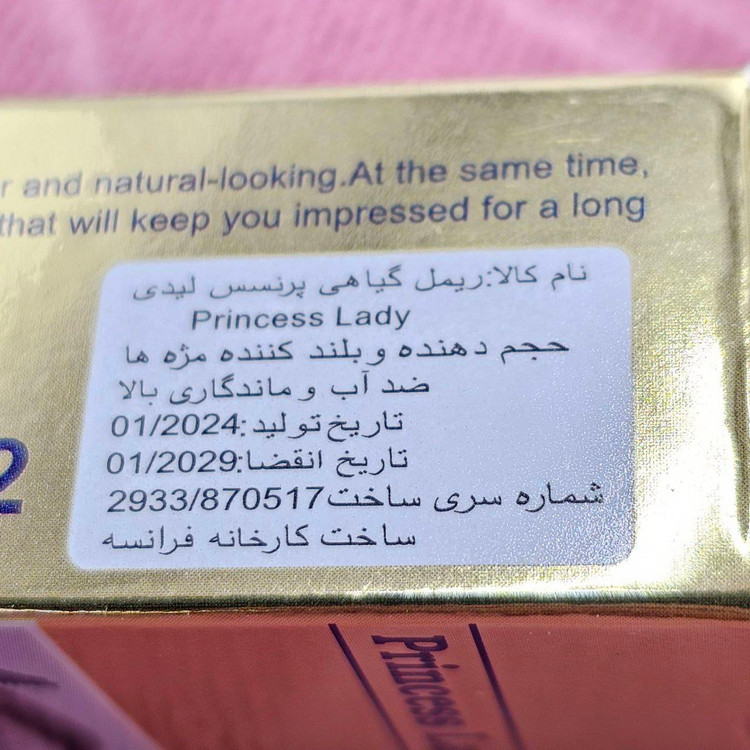 r and natural-looking.At the same time,
that will keep you impressed for a long
نام کالا:ریمل گیاهی پرنسس لیدی
Princess Lady
حجم دهنده و بلند کننده مژه ها
ضد آب و ماندگاری بالا
تاریخ تولید:01/2024
تاریخ انقضا:01/2029
شماره سری ساخت2933/870517
ساخت کارخانه فرانسه
2
Princess